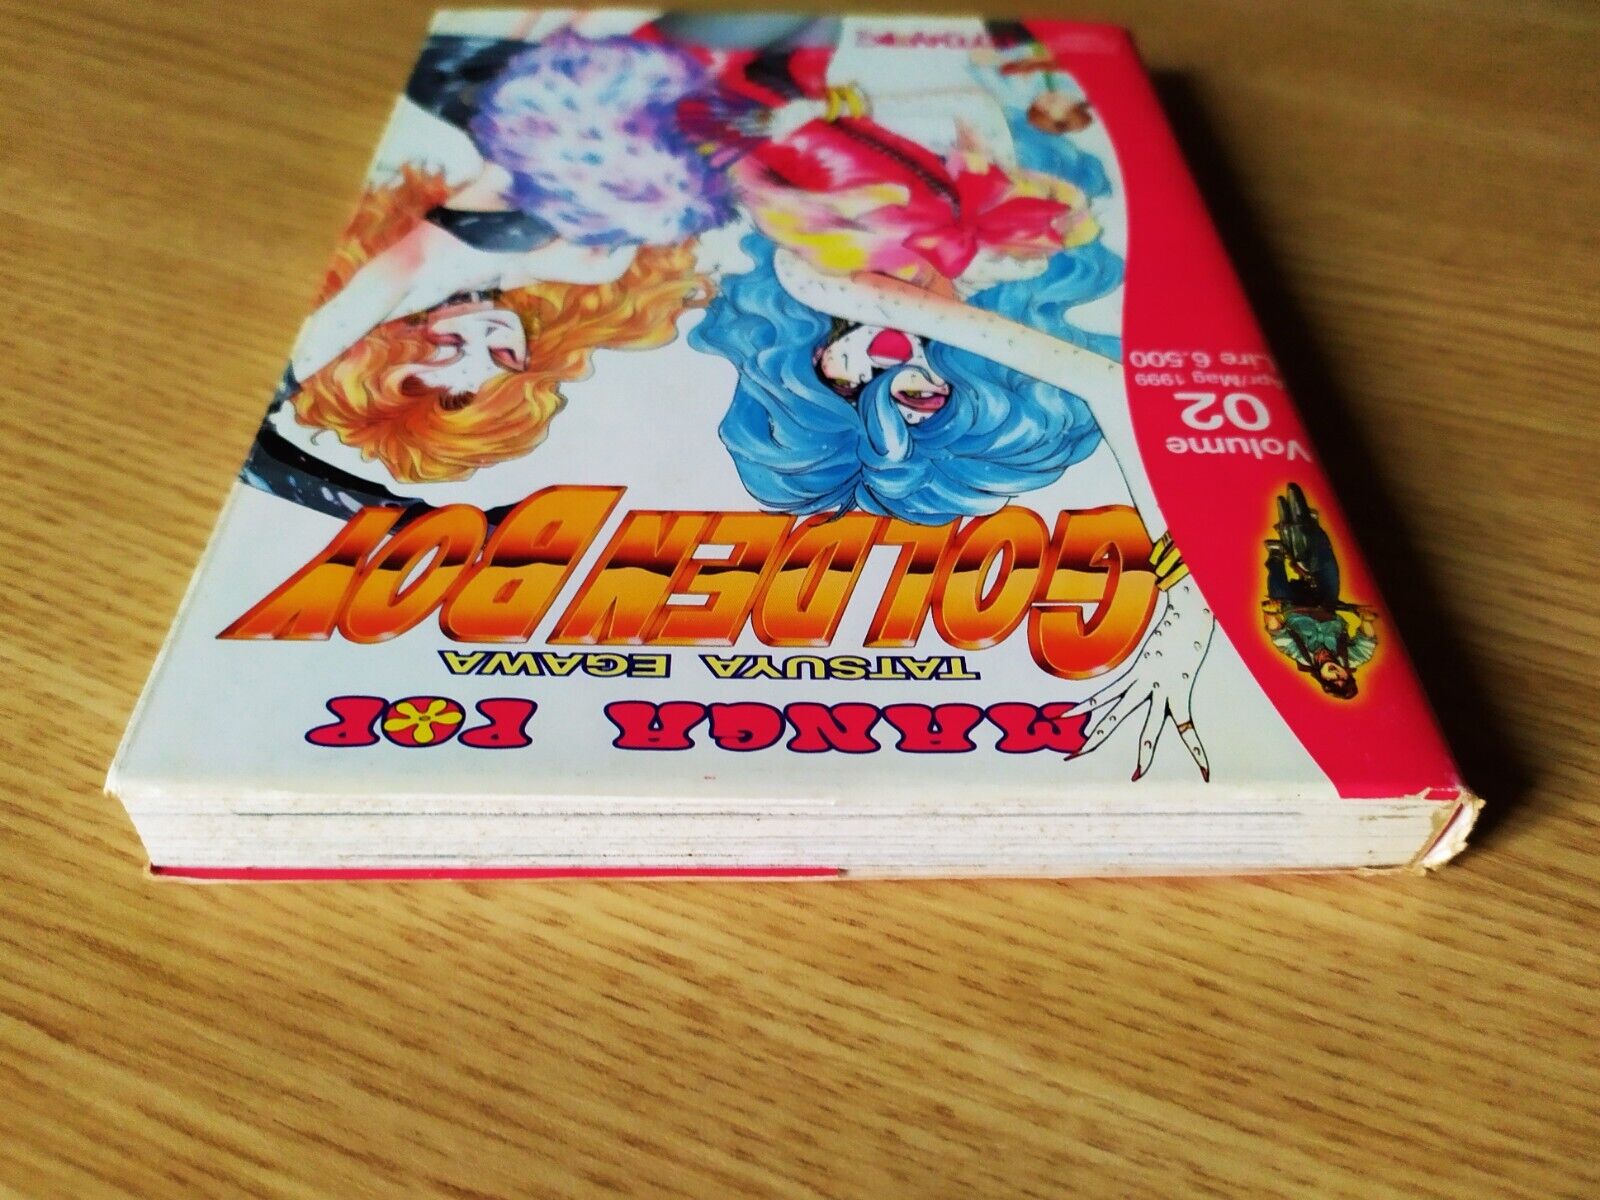 MANGA POP
TATSUYA EGAWA
GOLDEN BOY
Volume
02
Apr/Mag 1999
Lire 6.500